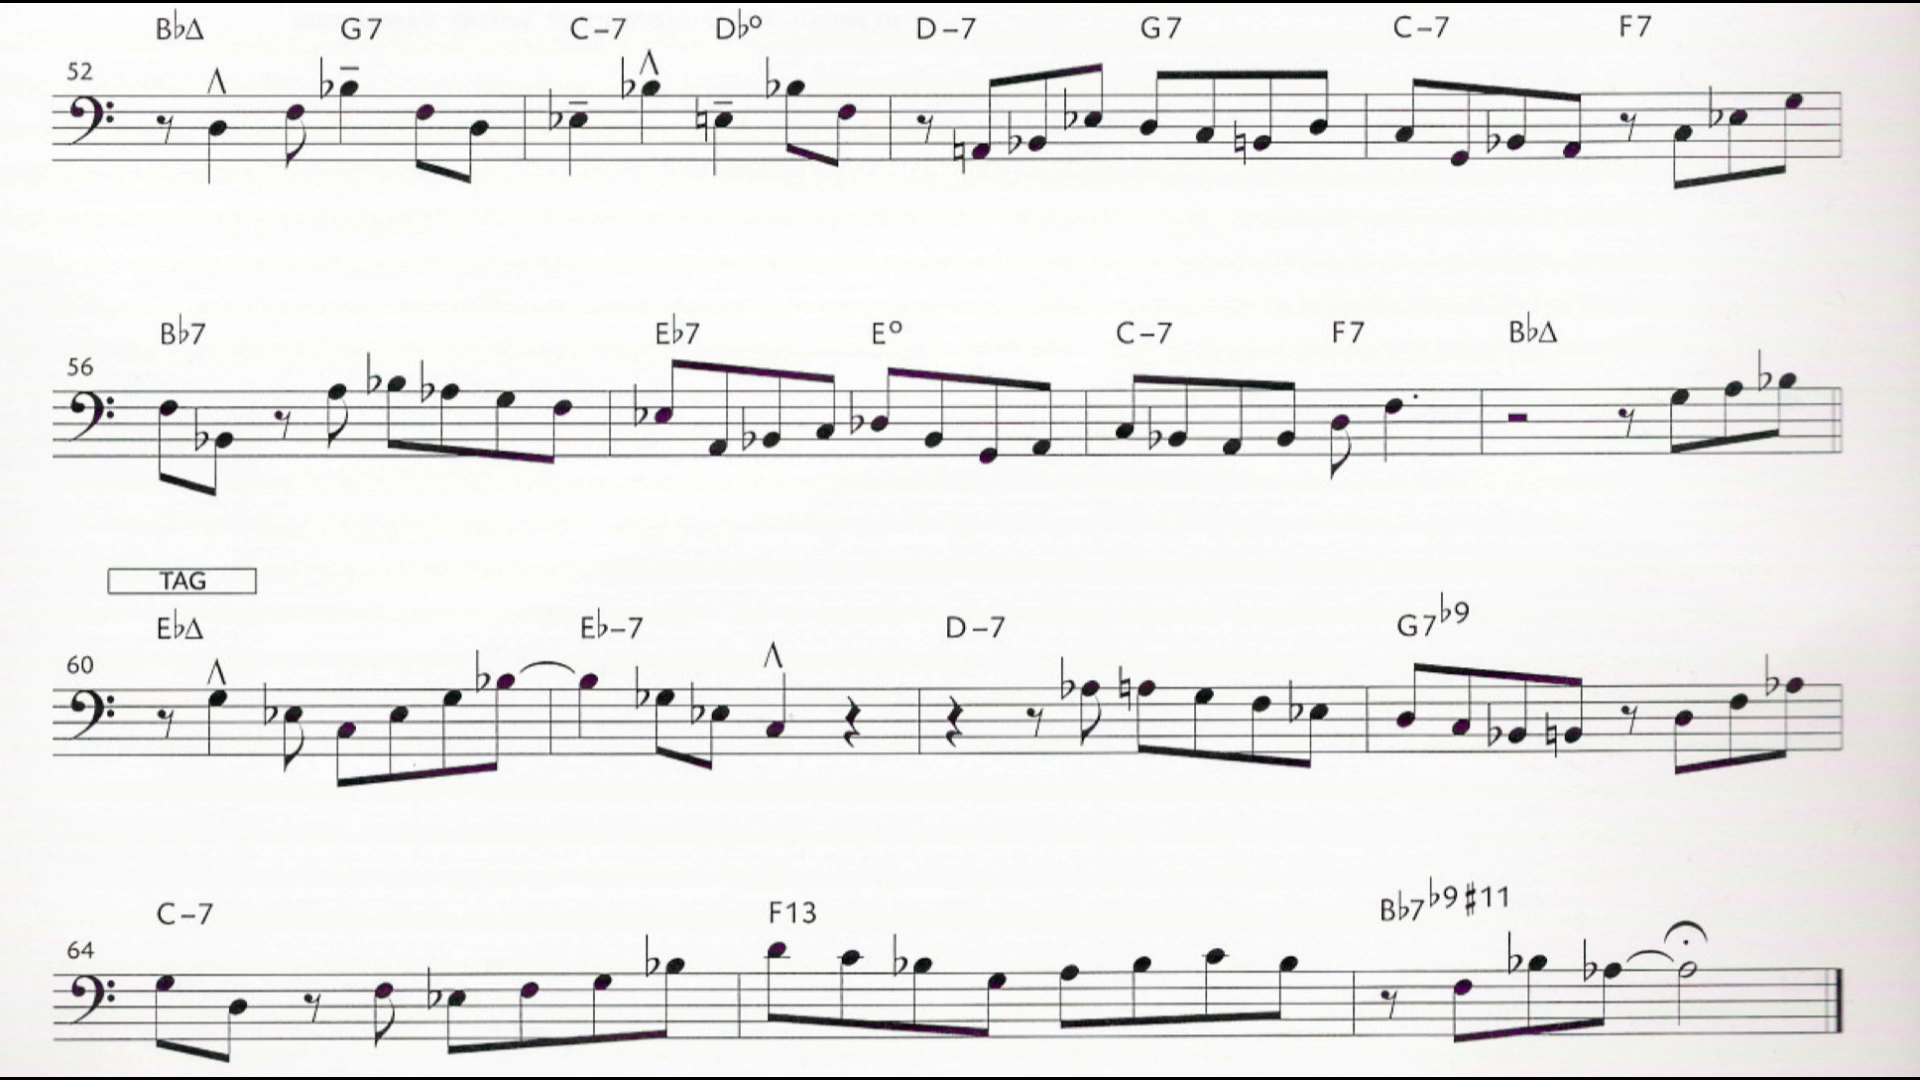 B♭Δ G7 C–7 D♭o D–7 G7 C–7 F7
52
B♭7 E♭7 Eo C–7 F7 B♭Δ
56
TAG
E♭Δ E♭–7 D–7 G7♭9
60
C–7 F13 B♭7♭9♯11
64